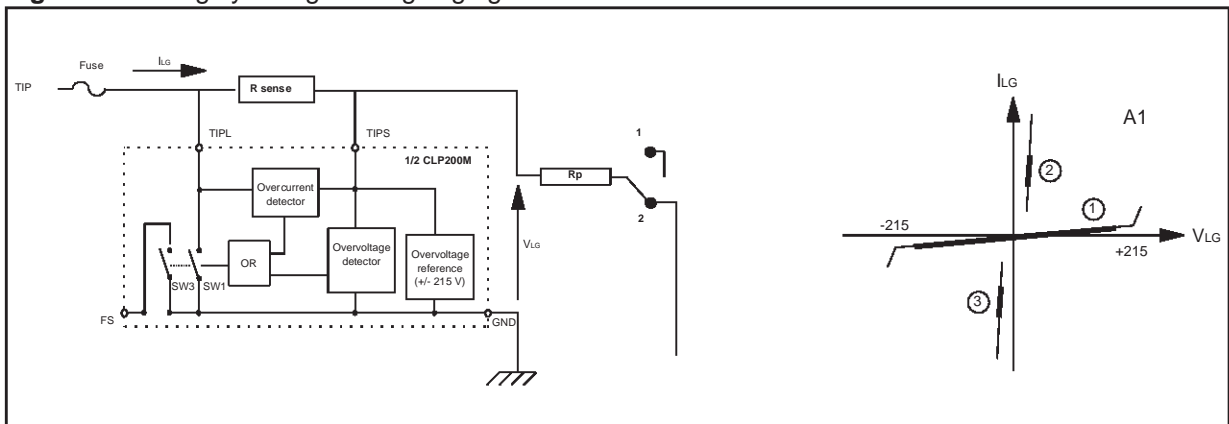 Fuse
ILG
TIP
R sense
TIPL
TIPS
1/2 CLP200M
Overcurrent
detector
OR
Overvoltage
detector
Overvoltage
reference
(+/- 215 V)
SW3
SW1
FS
GND
VLG
Rp
1
2
ILG
A1
2
1
-215
+215
VLG
3